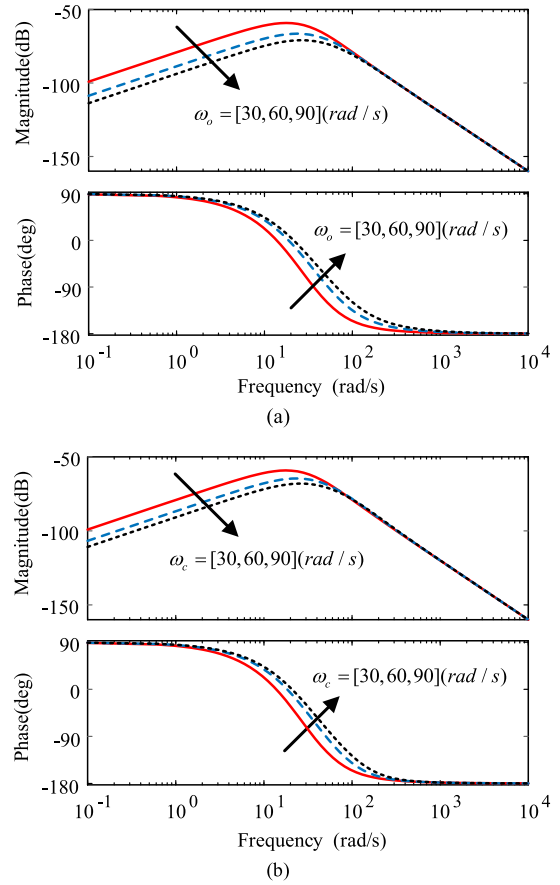 -50
-100
-150
Magnitude(dB)
ω_o = [30,60,90](rad / s)
90
0
-90
-180
Phase(deg)
ω_o = [30,60,90](rad / s)
10^-1 10^0 10^1 10^2 10^3 10^4
Frequency (rad/s)
(a)
-50
-100
-150
Magnitude(dB)
ω_c = [30,60,90](rad / s)
90
0
-90
-180
Phase(deg)
ω_c = [30,60,90](rad / s)
10^-1 10^0 10^1 10^2 10^3 10^4
Frequency (rad/s)
(b)